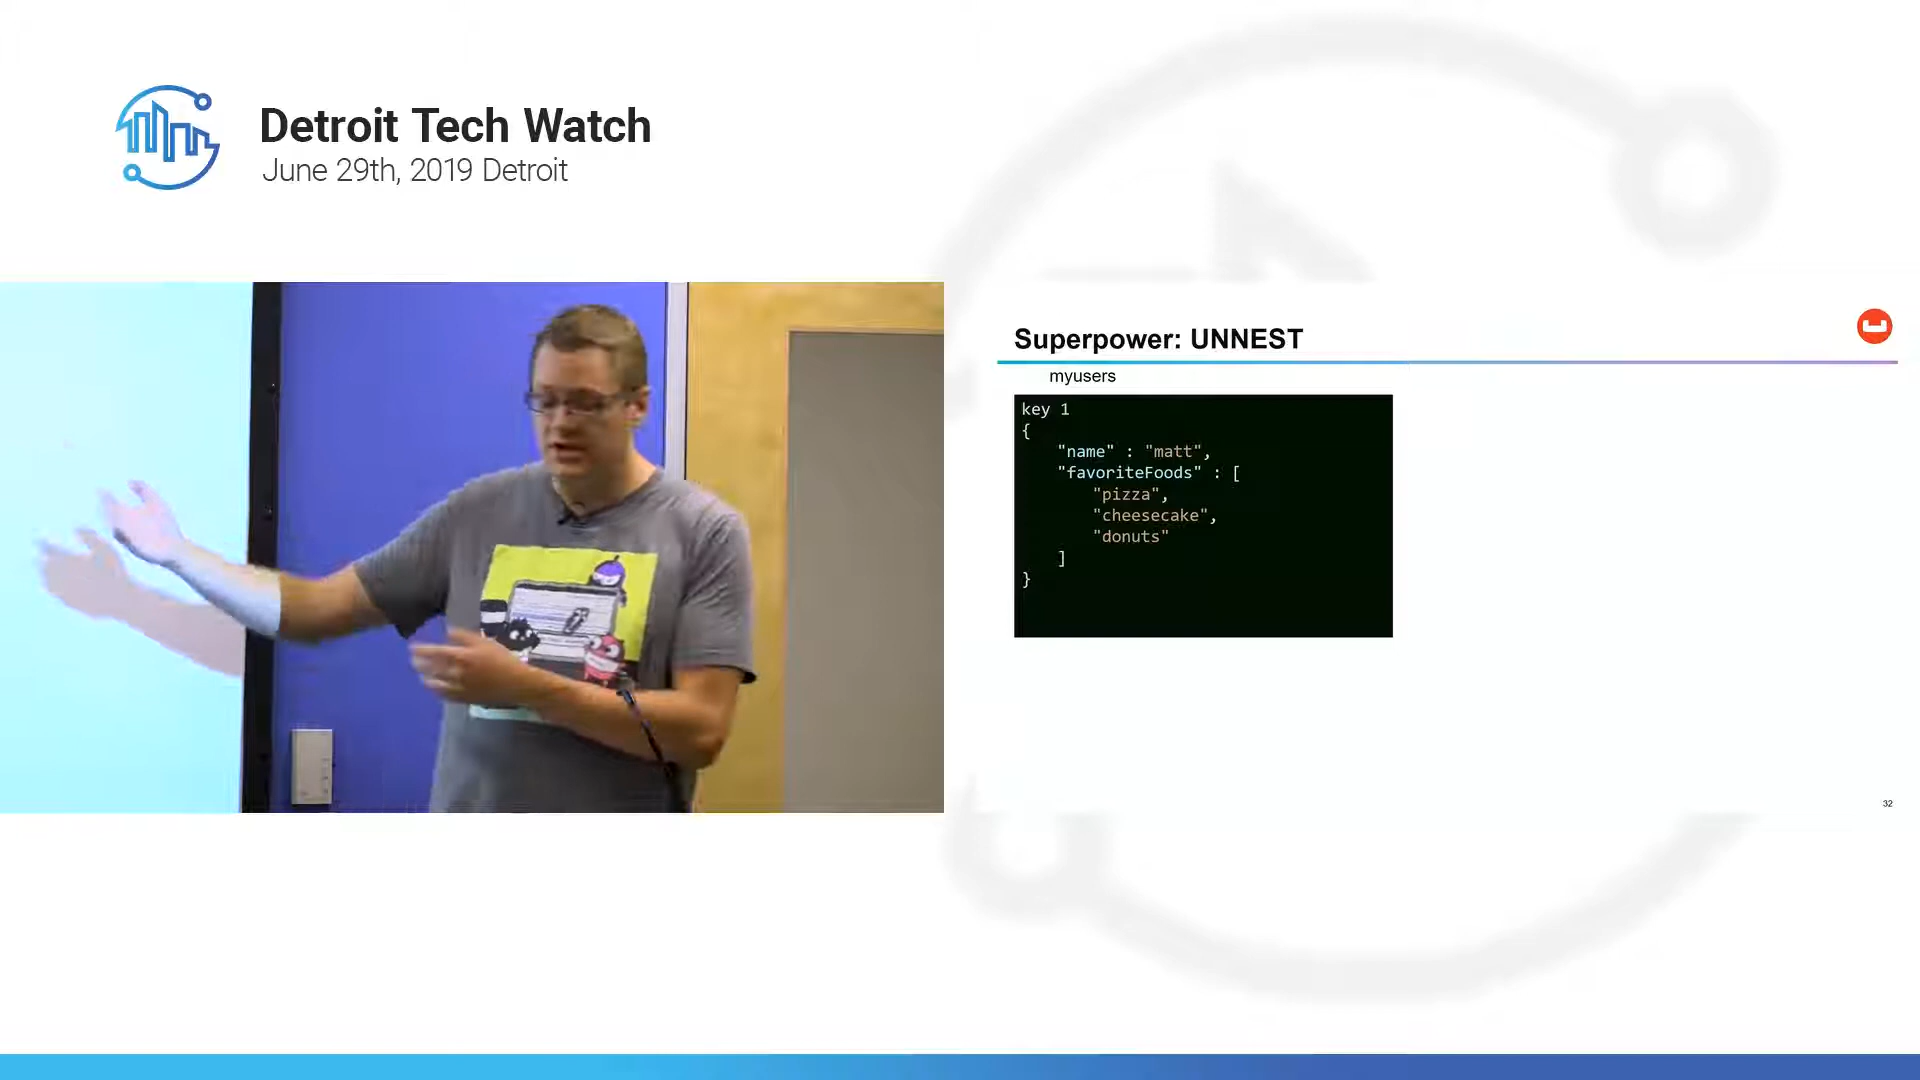 Detroit Tech Watch
June 29th, 2019 Detroit
Superpower: UNNEST
myusers
key 1
{
"name" : "matt",
"favoriteFoods" : [
"pizza",
"cheesecake",
"donuts"
]
}
32